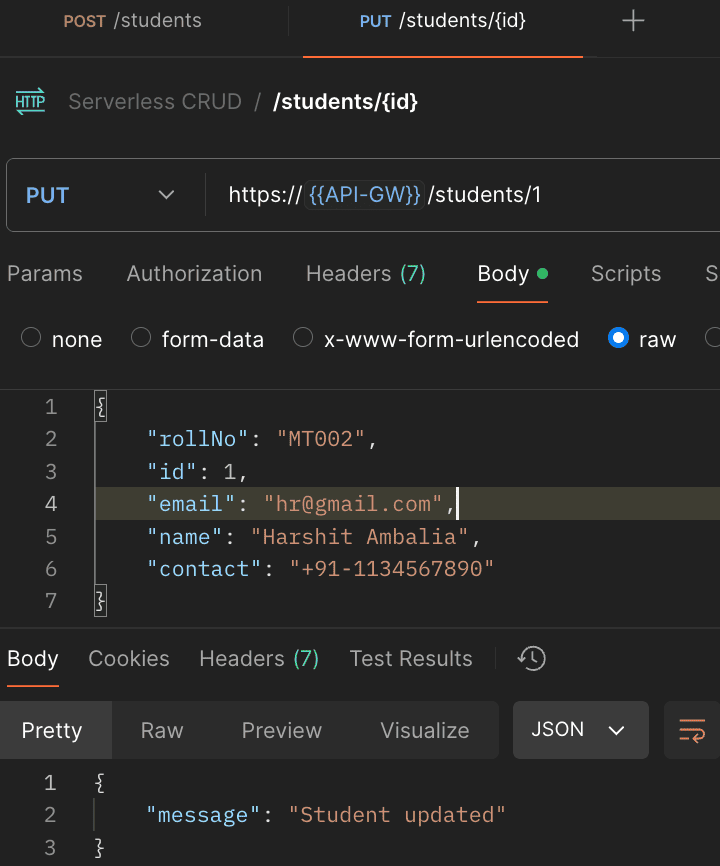 POST /students PUT /students/{id}
HTTP Serverless CRUD / /students/{id}
PUT https://{{API-GW}}/students/1
Params Authorization Headers (7) Body Scripts S
none form-data x-www-form-urlencoded raw
1 {
2 "rollNo": "MT002",
3 "id": 1,
4 "email": "hr@gmail.com",
5 "name": "Harshit Ambalia",
6 "contact": "+91-1134567890"
7 }
Body Cookies Headers (7) Test Results
Pretty Raw Preview Visualize JSON
1 {
2 "message": "Student updated"
3 }